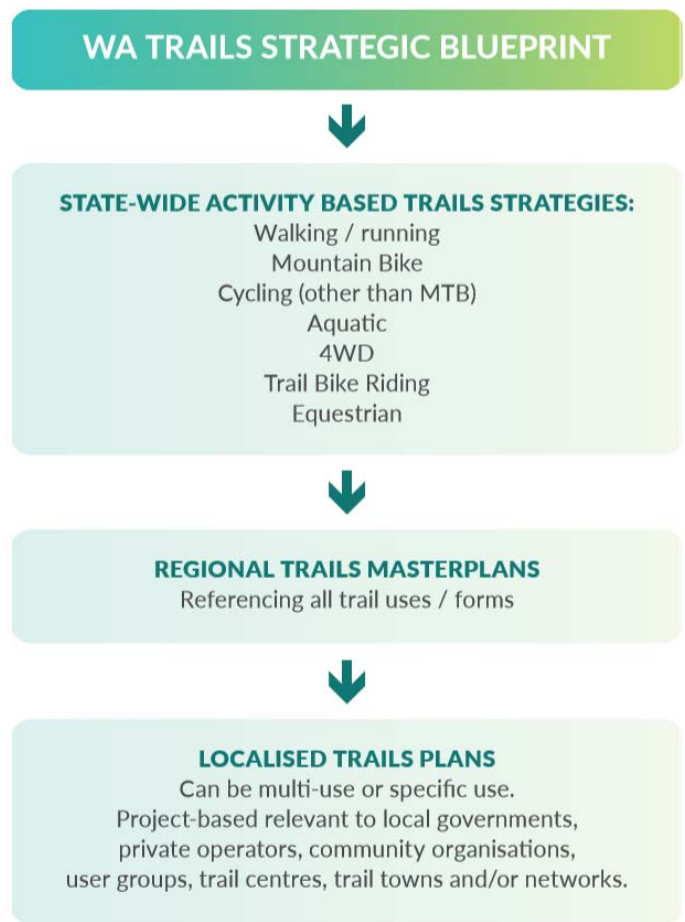 WA TRAILS STRATEGIC BLUEPRINT
STATE-WIDE ACTIVITY BASED TRAILS STRATEGIES:
Walking / running
Mountain Bike
Cycling (other than MTB)
Aquatic
4WD
Trail Bike Riding
Equestrian
REGIONAL TRAILS MASTERPLANS
Referencing all trail uses / forms
LOCALISED TRAILS PLANS
Can be multi-use or specific use.
Project-based relevant to local governments,
private operators, community organisations,
user groups, trail centres, trail towns and/or networks.